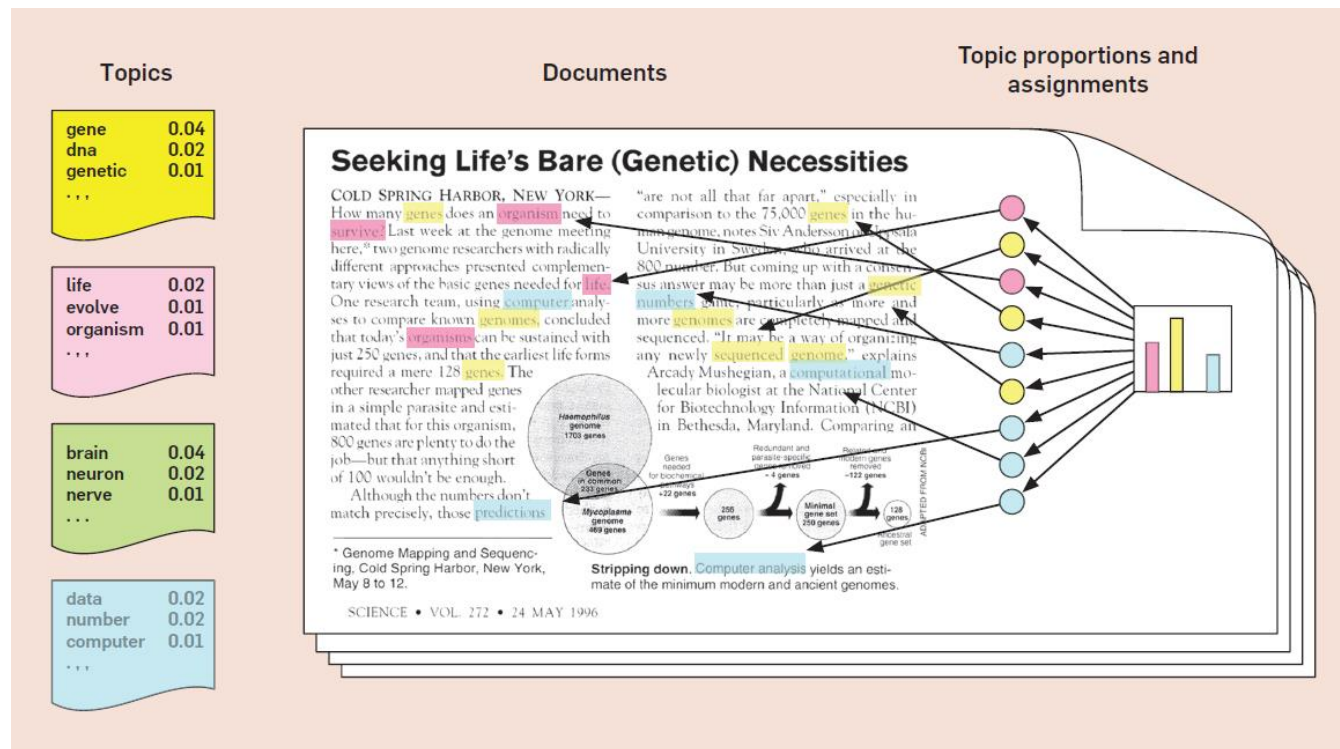 Topics
gene 0.04
dna 0.02
genetic 0.01
. . .
life 0.02
evolve 0.01
organism 0.01
. . .
brain 0.04
neuron 0.02
nerve 0.01
. . .
data 0.02
number 0.02
computer 0.01
. . .
Documents
Seeking Life's Bare (Genetic) Necessities
COLD SPRING HARBOR, NEW YORK—
How many genes does an organism need to
survive? Last week at the genome meeting
here,* two genome researchers with radically
different approaches presented complemen-
tary views of the basic genes needed for life.
One research team, using computer analy-
ses to compare known genomes, concluded
that today's organisms can be sustained with
just 250 genes, and that the earliest life forms
required a mere 128 genes. The
other researcher mapped genes
in a simple parasite and esti-
mated that for this organism,
800 genes are plenty to do the
job—but that anything short
of 100 wouldn't be enough.
Although the numbers don't
match precisely, those predictions
* Genome Mapping and Sequenc-
ing, Cold Spring Harbor, New York,
May 8 to 12.
"are not all that far apart," especially in
comparison to the 75,000 genes in the hu-
man genome, notes Siv Andersson of Uppsala
University in Sweden, who arrived at the
800 number. But coming up with a consen-
sus answer may be more than just a genetic
numbers game, particularly as more and
more genomes are completely mapped and
sequenced. "It may be a way of organizing
any newly sequenced genome," explains
Arcady Mushegian, a computational mo-
lecular biologist at the National Center
for Biotechnology Information (NCBI)
in Bethesda, Maryland. Comparing an
Haemophilus
genome
1703 genes
Genes
in common
233 genes
Mycoplasma
genome
469 genes
Genes
needed
for biochemical
pathways
+22 genes
255
genes
Redundant and
parasite-specific
genes removed
– 4 genes
Minimal
gene set
250 genes
Related and
modern genes
removed
–122 genes
128
genes
Ancestral
gene set
ADAPTED FROM NCBI
Stripping down. Computer analysis yields an esti-
mate of the minimum modern and ancient genomes.
SCIENCE • VOL. 272 • 24 MAY 1996
Topic proportions and
assignments